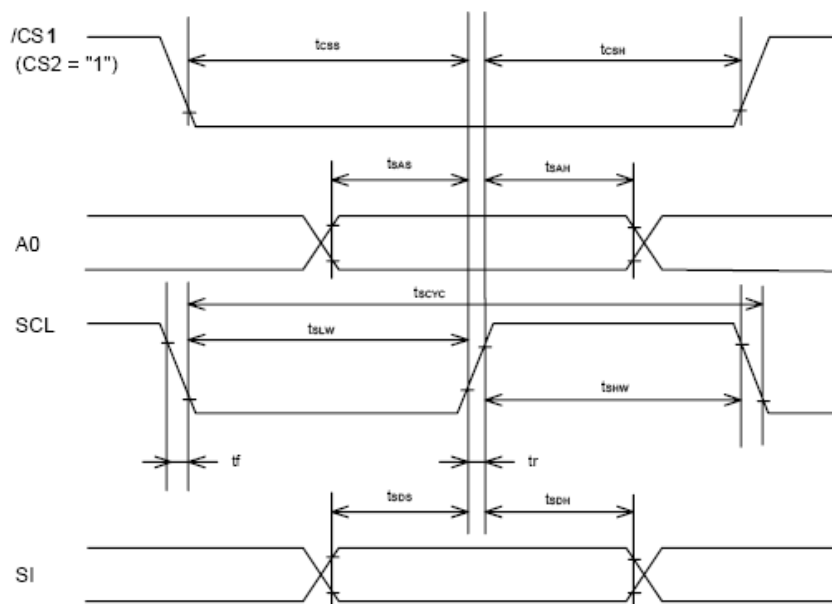 /CS1
(CS2 = "1")
tCSS
tCSH
tSAS
tSAH
A0
tSCYC
SCL
tSLW
tSHW
tf
tr
tSDS
tSDH
SI